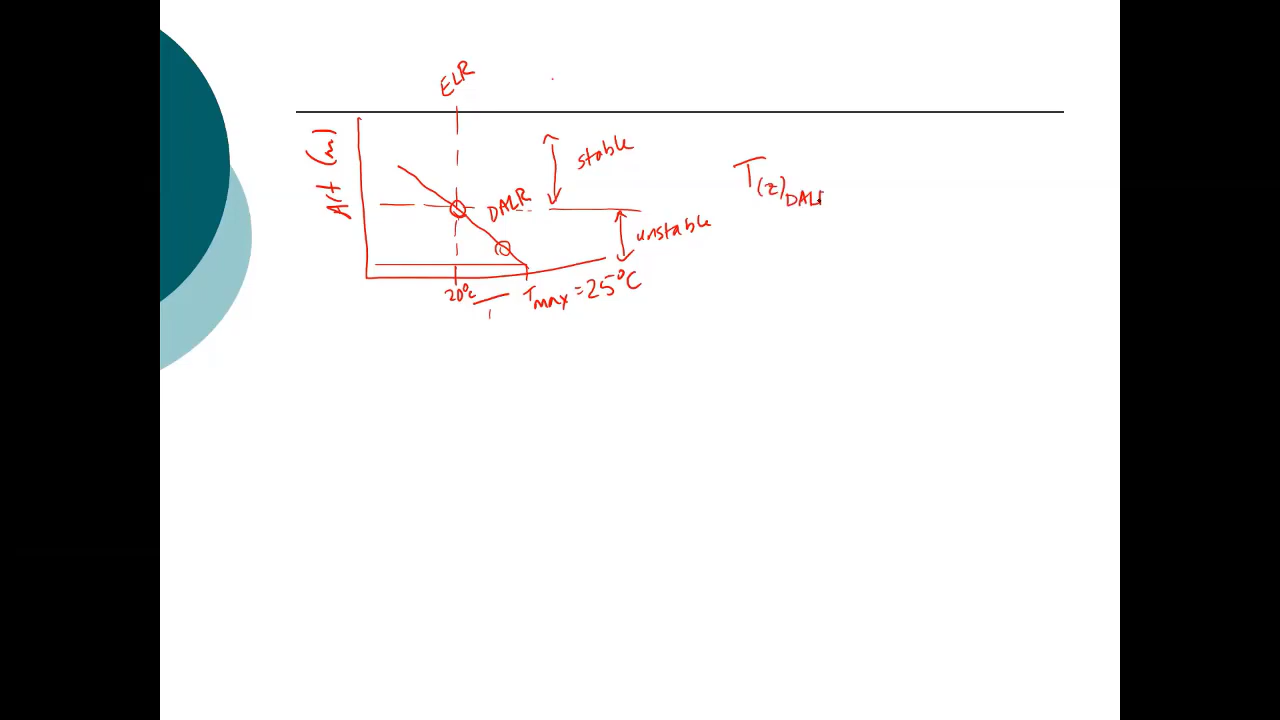 ELR
Alt (m)
stable
DALR
unstable
20°C
Tmax = 25°C
T(z)DALR